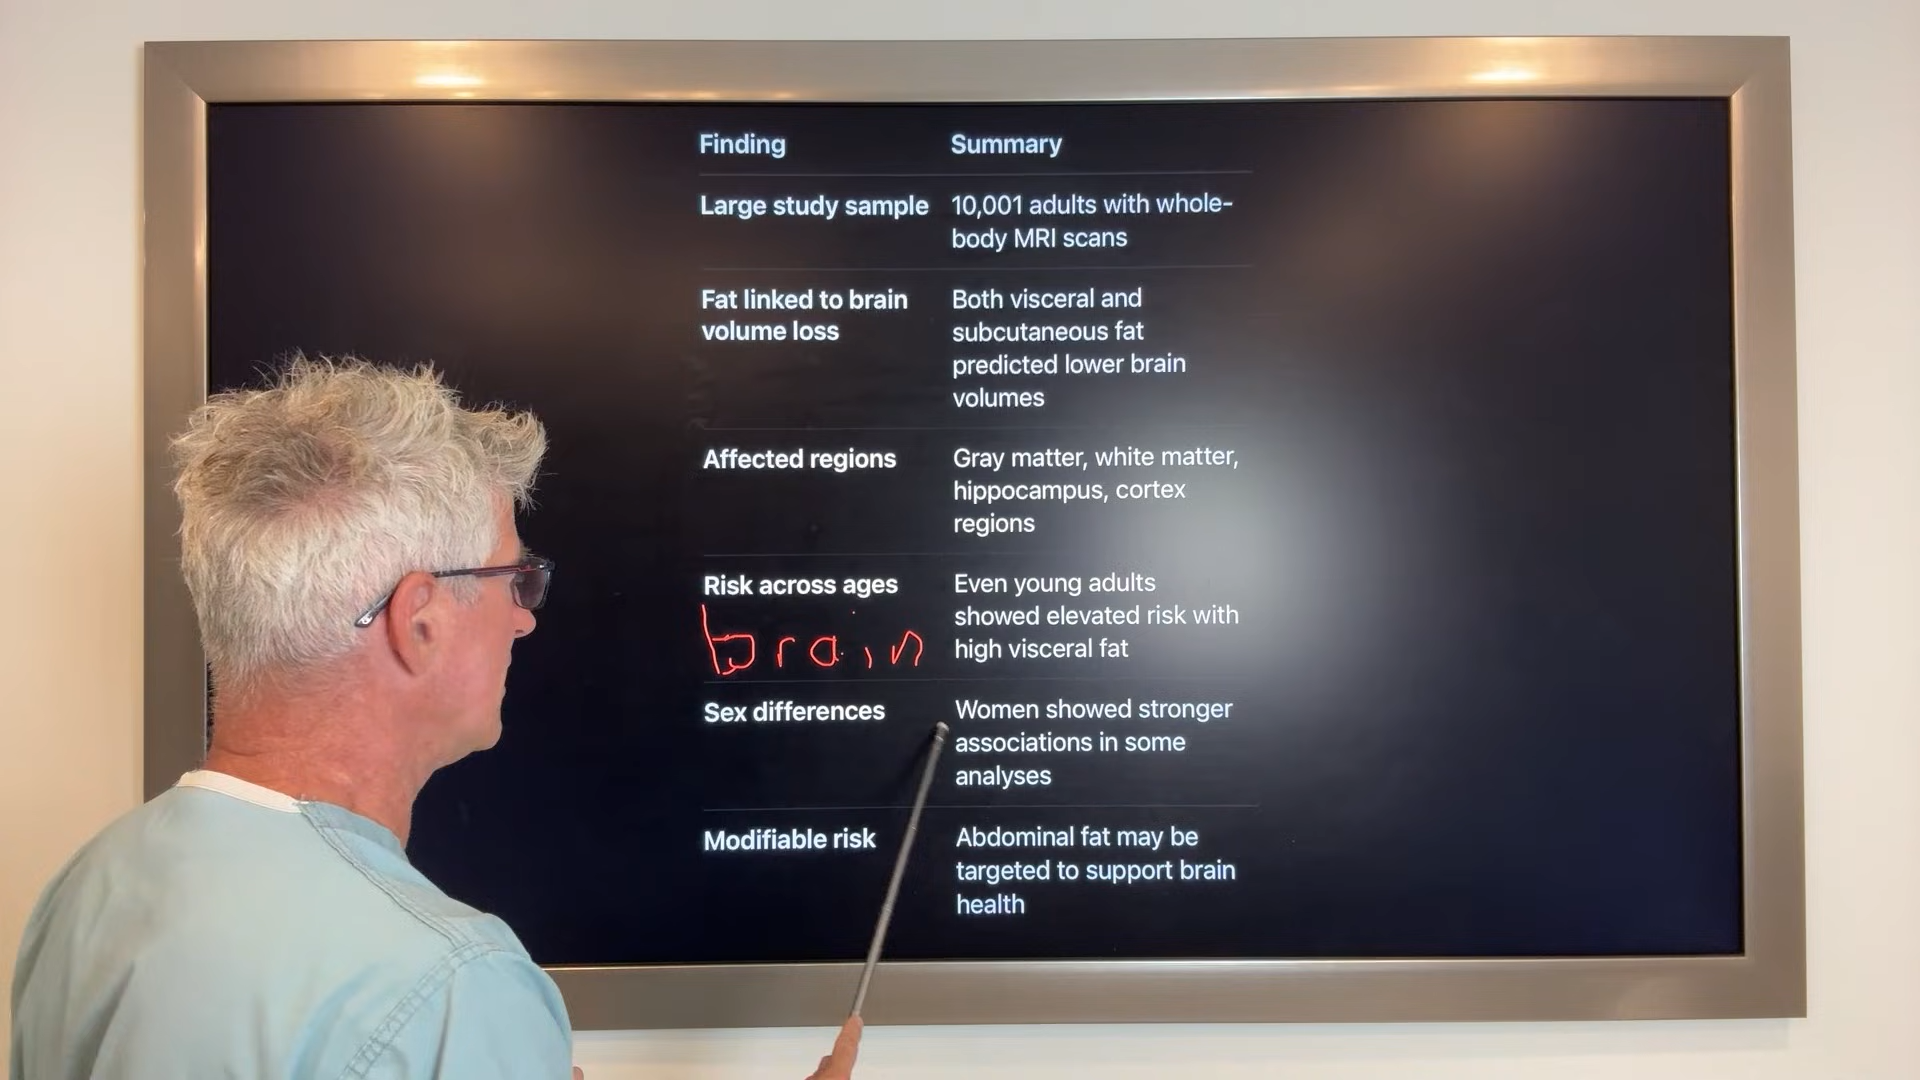 Finding Summary
Large study sample 10,001 adults with whole-
body MRI scans
Fat linked to brain Both visceral and
volume loss subcutaneous fat
predicted lower brain
volumes
Affected regions Gray matter, white matter,
hippocampus, cortex
regions
Risk across ages Even young adults
showed elevated risk with
brain high visceral fat
Sex differences Women showed stronger
associations in some
analyses
Modifiable risk Abdominal fat may be
targeted to support brain
health